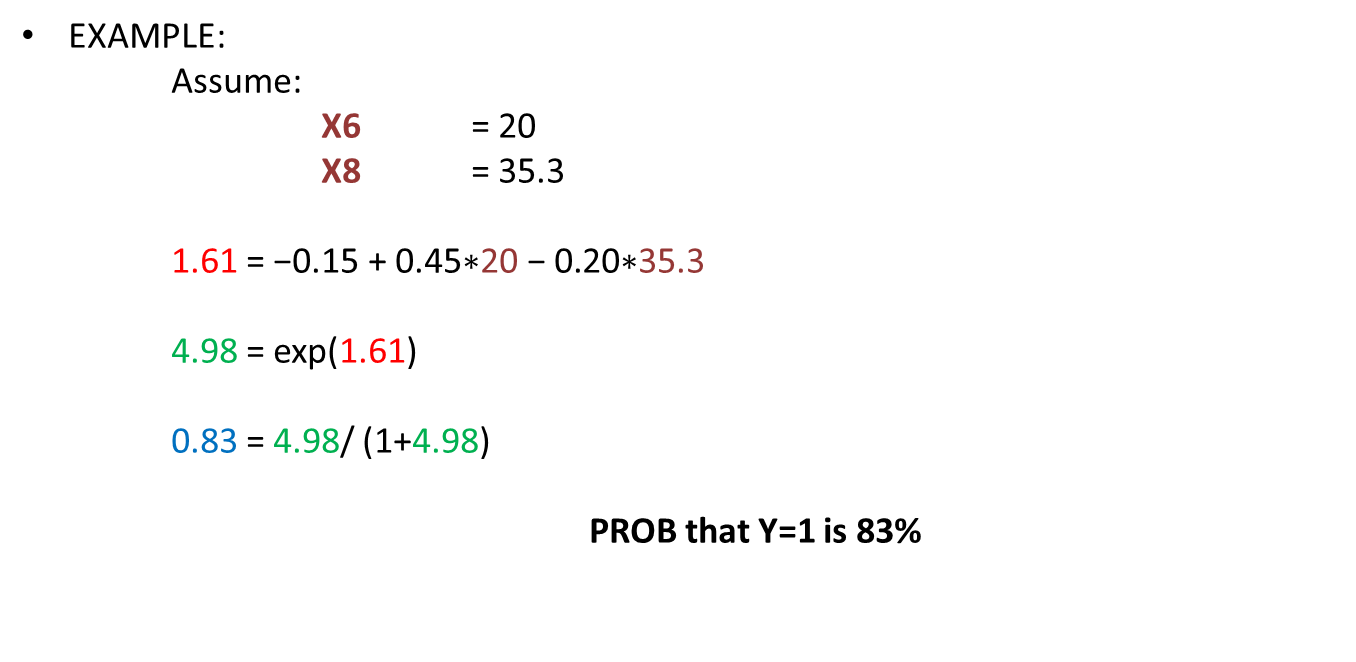 • EXAMPLE:
Assume:
X6 = 20
X8 = 35.3
1.61 = −0.15 + 0.45∗20 − 0.20∗35.3
4.98 = exp(1.61)
0.83 = 4.98/ (1+4.98)
PROB that Y=1 is 83%